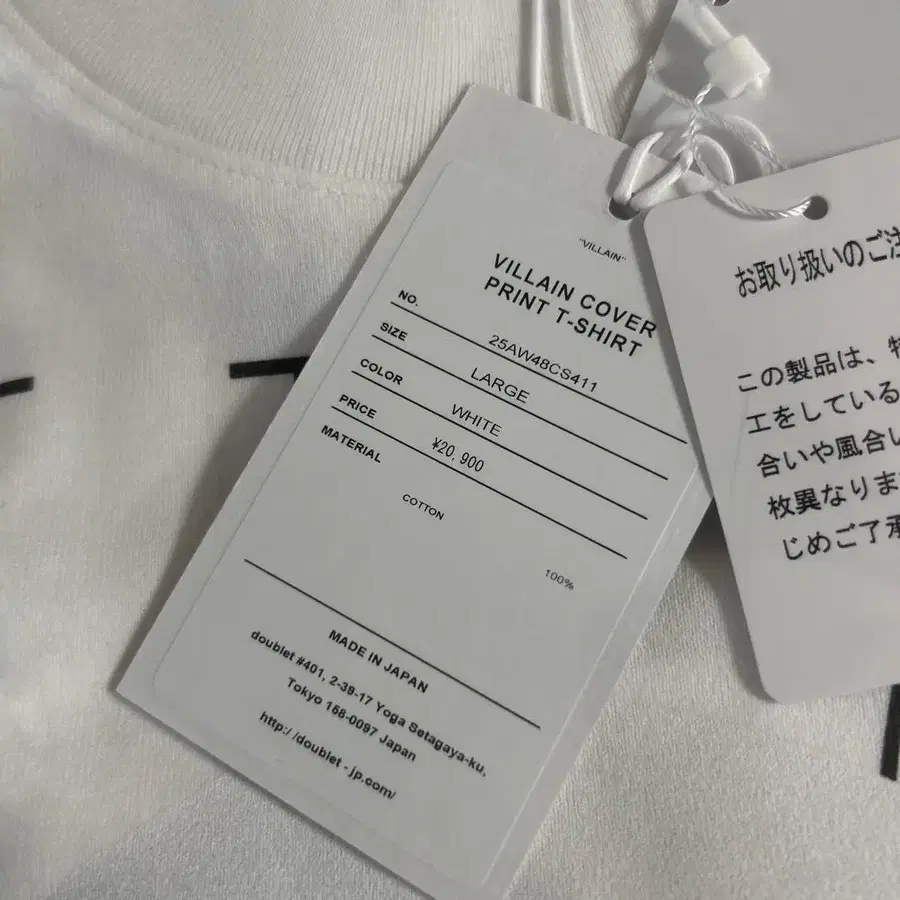 "VILLAIN"
VILLAIN COVER
PRINT T-SHIRT
NO. 25AW48CS411
SIZE LARGE
COLOR WHITE
PRICE ¥20,900
MATERIAL
COTTON
100%
MADE IN JAPAN
doublet #401, 2-39-17 Yoga Setagaya-ku,
Tokyo 158-0097 Japan
http://doublet-jp.com/
お取り扱いのご注
この製品は、特
工をしている
合いや風合い
枚異なりま
じめご了承